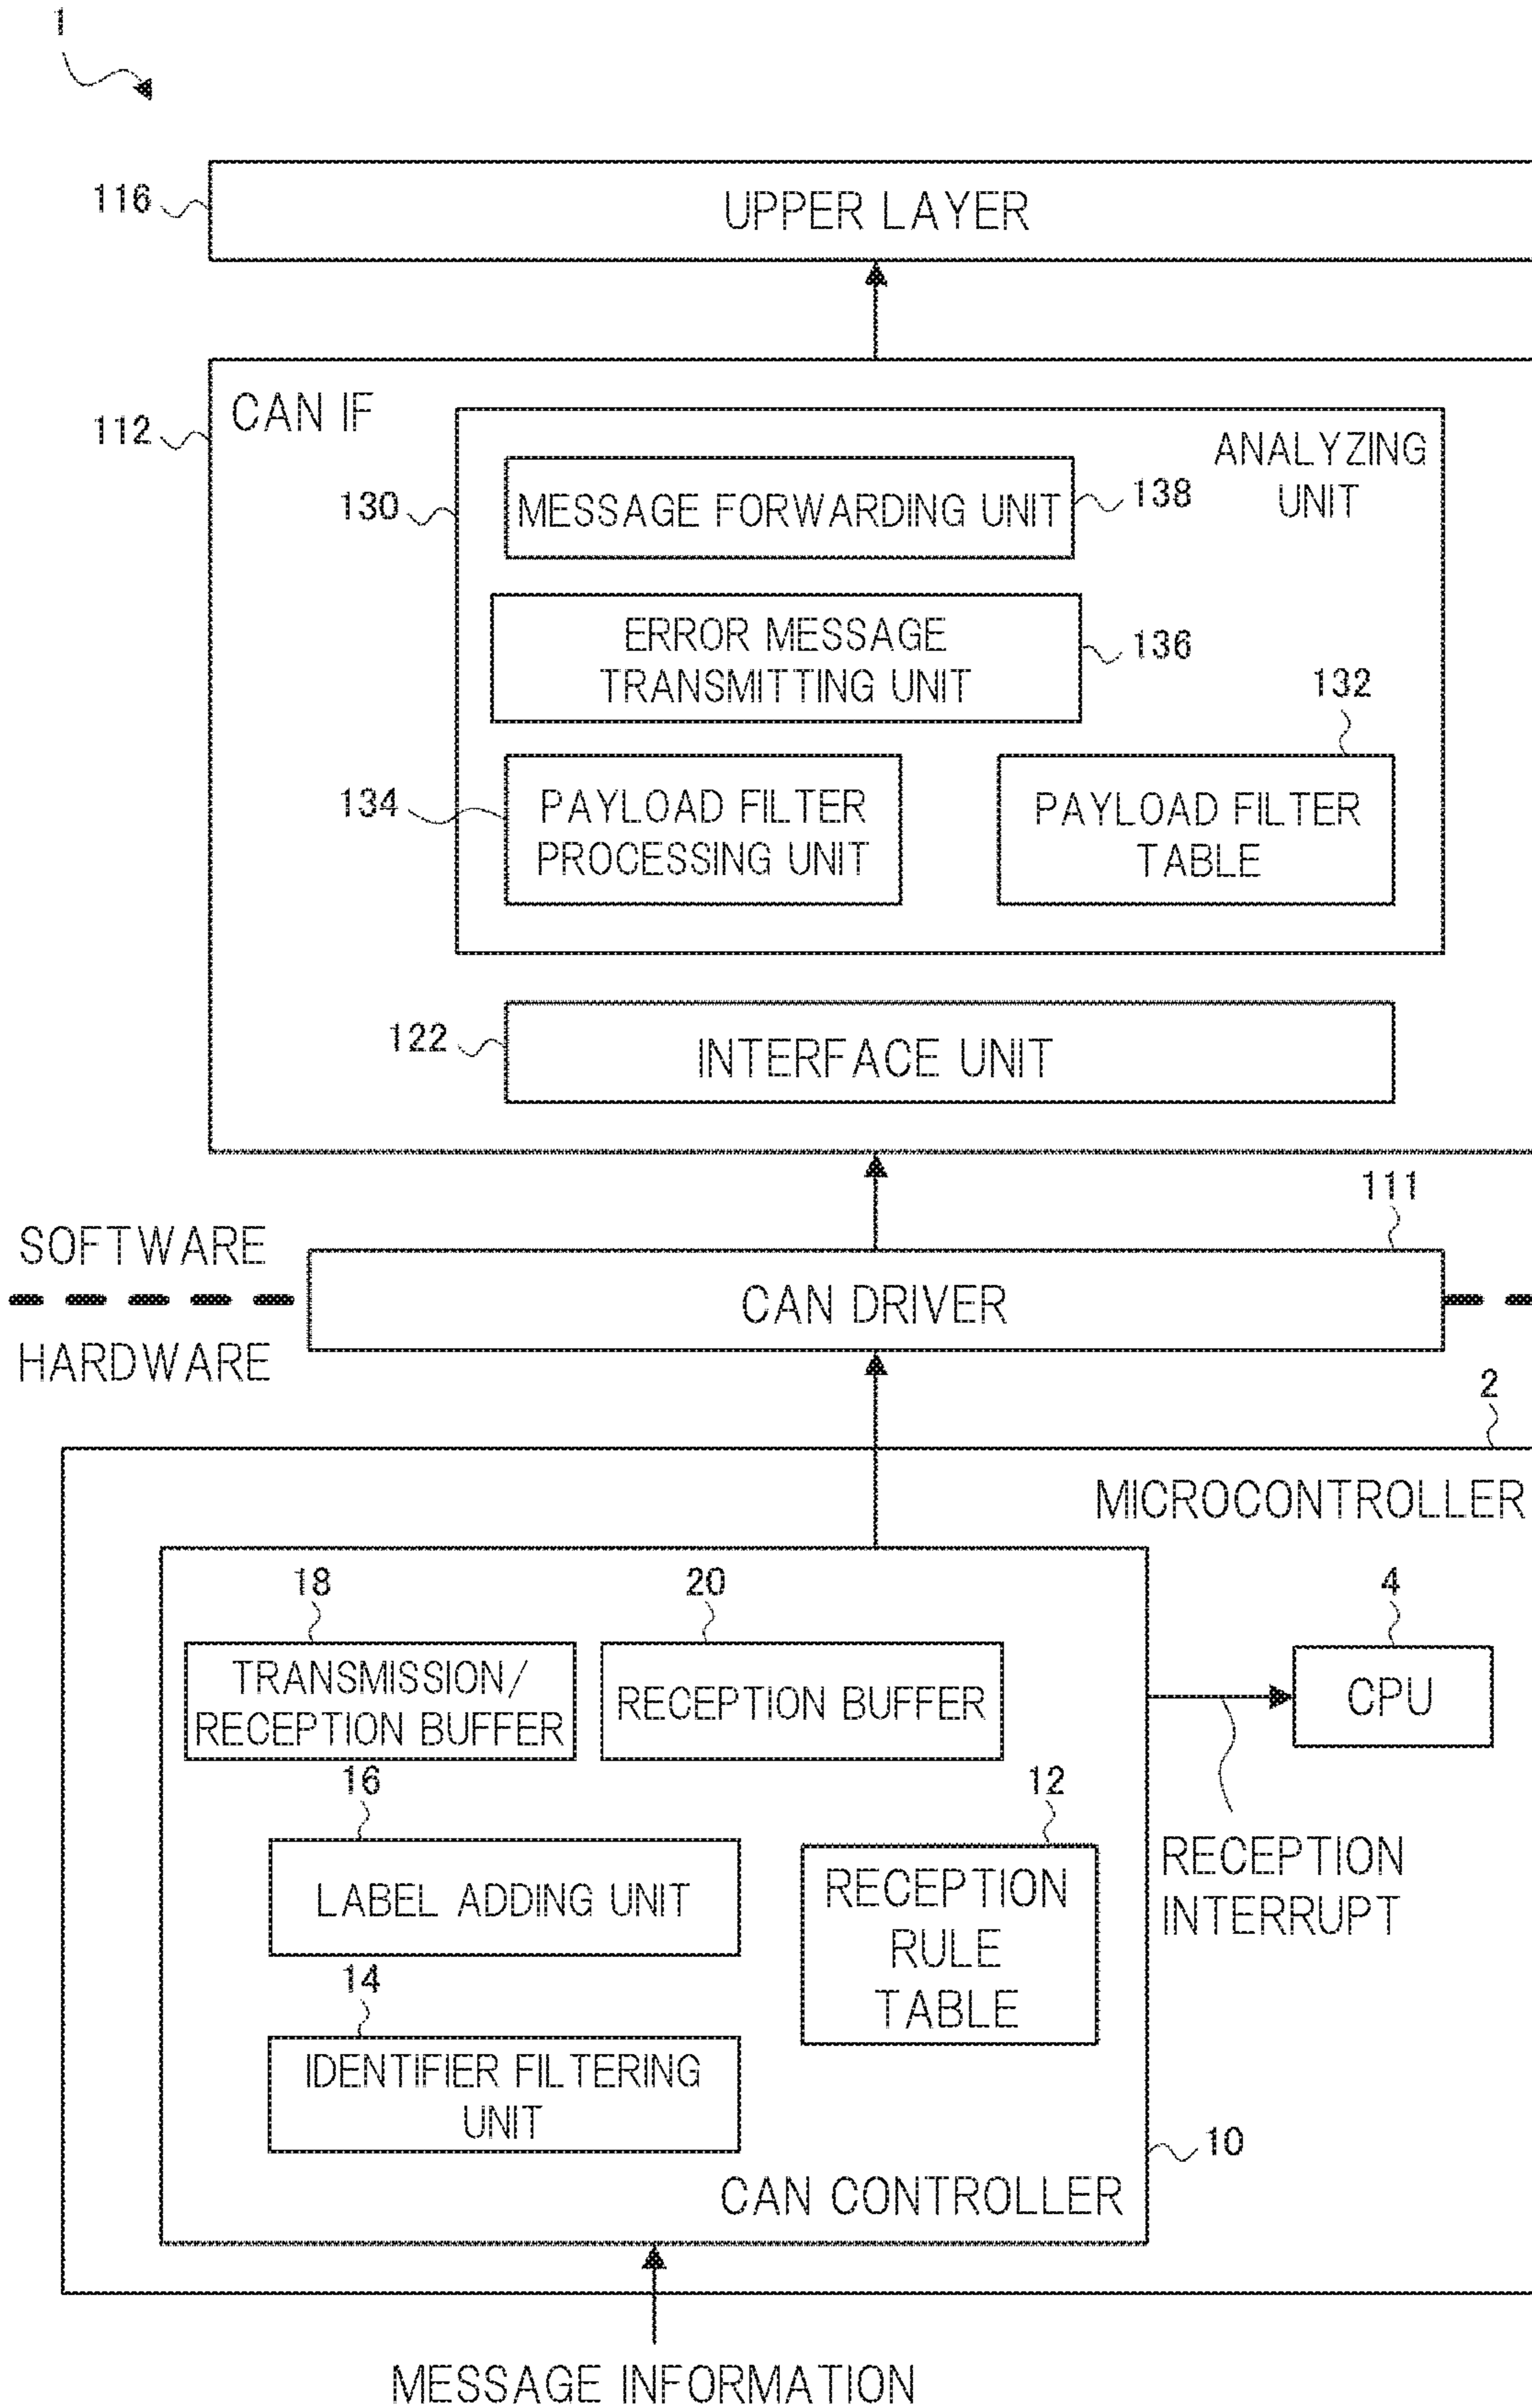 1
116
UPPER LAYER
112
CAN IF
ANALYZING
UNIT
130
MESSAGE FORWARDING UNIT
138
ERROR MESSAGE
TRANSMITTING UNIT
136
132
134
PAYLOAD FILTER
PROCESSING UNIT
PAYLOAD FILTER
TABLE
122
INTERFACE UNIT
111
SOFTWARE
CAN DRIVER
HARDWARE
2
MICROCONTROLLER
18
20
4
TRANSMISSION/
RECEPTION BUFFER
RECEPTION BUFFER
CPU
16
12
LABEL ADDING UNIT
RECEPTION
RULE
TABLE
RECEPTION
INTERRUPT
14
IDENTIFIER FILTERING
UNIT
10
CAN CONTROLLER
MESSAGE INFORMATION